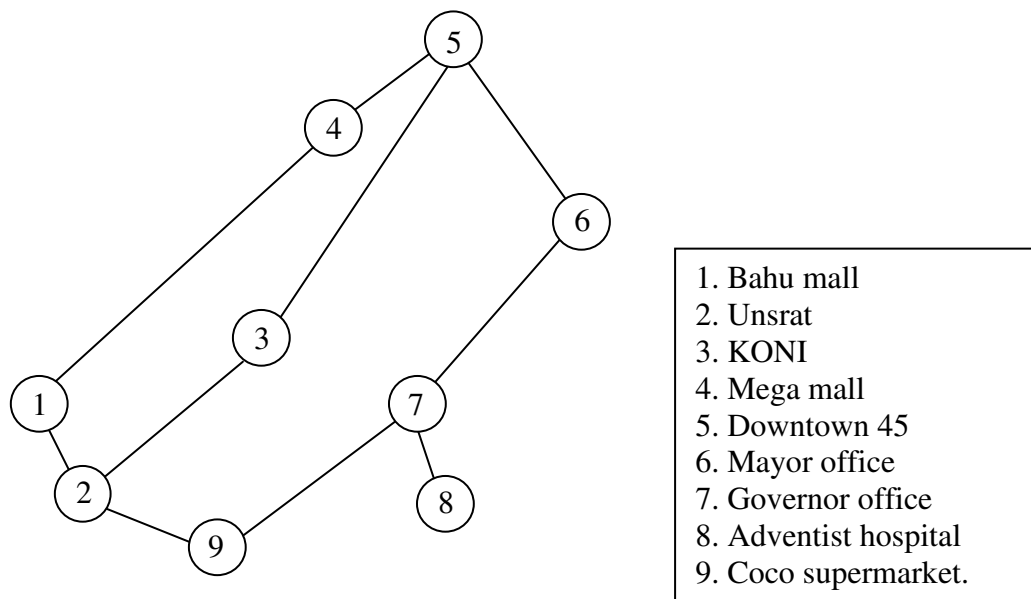 5
4
6
3
1
7
2
8
9
1. Bahu mall
2. Unsrat
3. KONI
4. Mega mall
5. Downtown 45
6. Mayor office
7. Governor office
8. Adventist hospital
9. Coco supermarket.